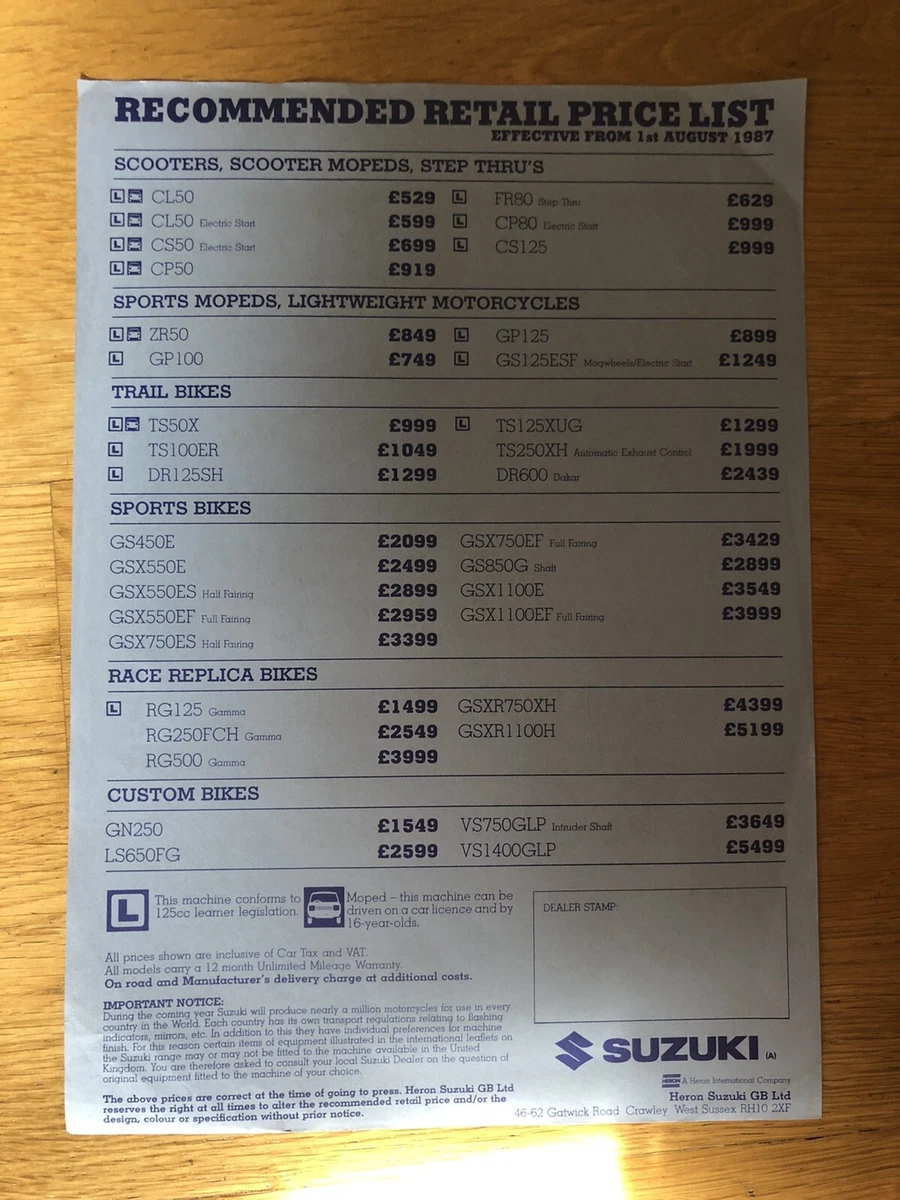 RECOMMENDED RETAIL PRICE LIST
EFFECTIVE FROM 1st AUGUST 1987
SCOOTERS, SCOOTER MOPEDS, STEP THRU'S
L CL50 £529 L FR80 Step Thru £629
L CL50 Electric Start £599 L CP80 Electric Start £999
L CS50 Electric Start £699 L CS125 £999
L CP50 £919
SPORTS MOPEDS, LIGHTWEIGHT MOTORCYCLES
L ZR50 £849 L GP125 £899
L GP100 £749 L GS125ESF Magwheels/Electric Start £1249
TRAIL BIKES
L TS50X £999 L TS125XUG £1299
L TS100ER £1049 TS250XH Automatic Exhaust Control £1999
L DR125SH £1299 DR600 Dakar £2439
SPORTS BIKES
GS450E £2099 GSX750EF Full Fairing £3429
GSX550E £2499 GS850G Shaft £2899
GSX550ES Half Fairing £2899 GSX1100E £3549
GSX550EF Full Fairing £2959 GSX1100EF Full Fairing £3999
GSX750ES Half Fairing £3399
RACE REPLICA BIKES
L RG125 Gamma £1499 GSXR750XH £4399
RG250FCH Gamma £2549 GSXR1100H £5199
RG500 Gamma £3999
CUSTOM BIKES
GN250 £1549 VS750GLP Intruder Shaft £3649
LS650FG £2599 VS1400GLP £5499
L This machine conforms to
125cc learner legislation.
Moped – this machine can be
driven on a car licence and by
16-year-olds.
DEALER STAMP:
All prices shown are inclusive of Car Tax and VAT.
All models carry a 12 month Unlimited Mileage Warranty.
On road and Manufacturer's delivery charge at additional costs.
IMPORTANT NOTICE:
During the coming year Suzuki will produce nearly a million motorcycles for use in every
country in the World. Each country has its own transport regulations relating to flashing
indicators, mirrors, etc. In addition to this they have individual preferences for machine
finish. For this reason certain items of equipment illustrated in the international leaflets on
the Suzuki range may or may not be fitted to the machine available in the United
Kingdom. You are therefore asked to consult your local Suzuki Dealer on the question of
original equipment fitted to the machine of your choice.
The above prices are correct at the time of going to press. Heron Suzuki GB Ltd
reserves the right at all times to alter the recommended retail price and/or the
design, colour or specification without prior notice.
SUZUKI (A)
HERON A Heron International Company
Heron Suzuki GB Ltd
46-62 Gatwick Road Crawley West Sussex RH10 2XF